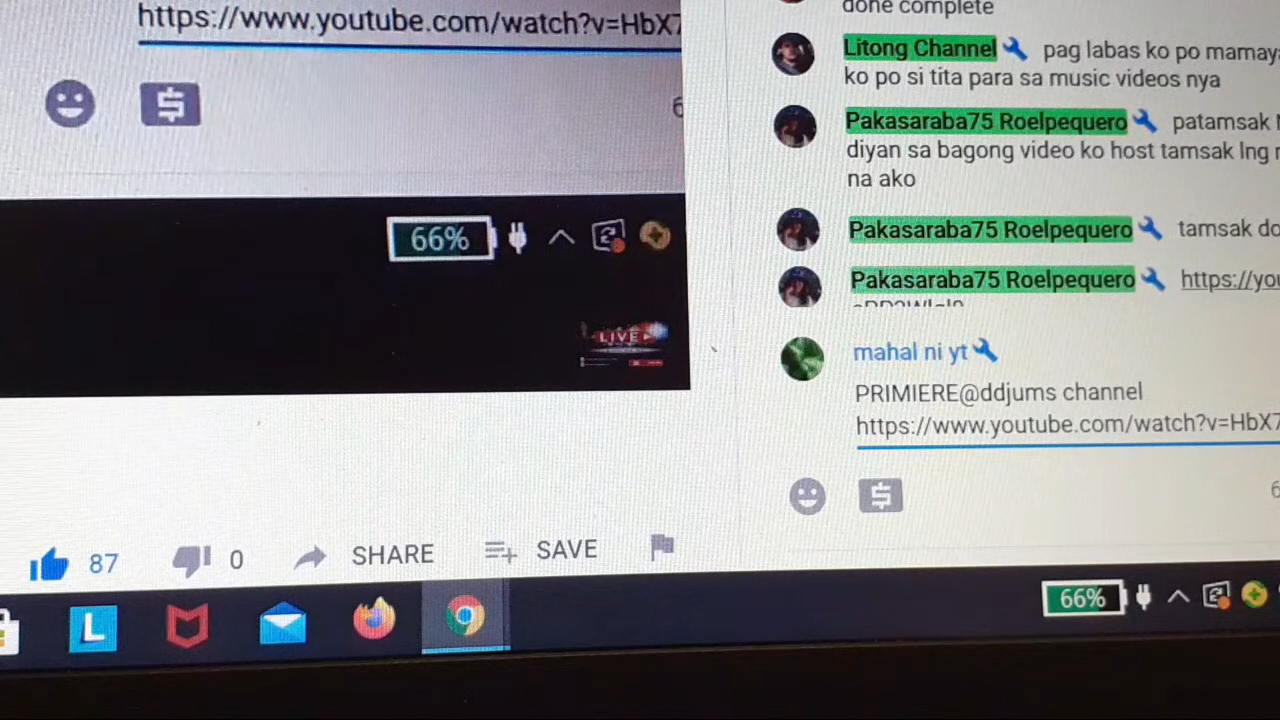 https://www.youtube.com/watch?v=HbX7
66%
LIVE
done complete
Litong Channel pag labas ko po mamaya
ko po si tita para sa music videos nya
Pakasaraba75 Roelpequero patamsak
diyan sa bagong video ko host tamsak lng
na ako
Pakasaraba75 Roelpequero tamsak do
Pakasaraba75 Roelpequero https://you
mahal ni yt
PRIMIERE@ddjums channel
https://www.youtube.com/watch?v=HbX7
87 0 SHARE SAVE
L
66%